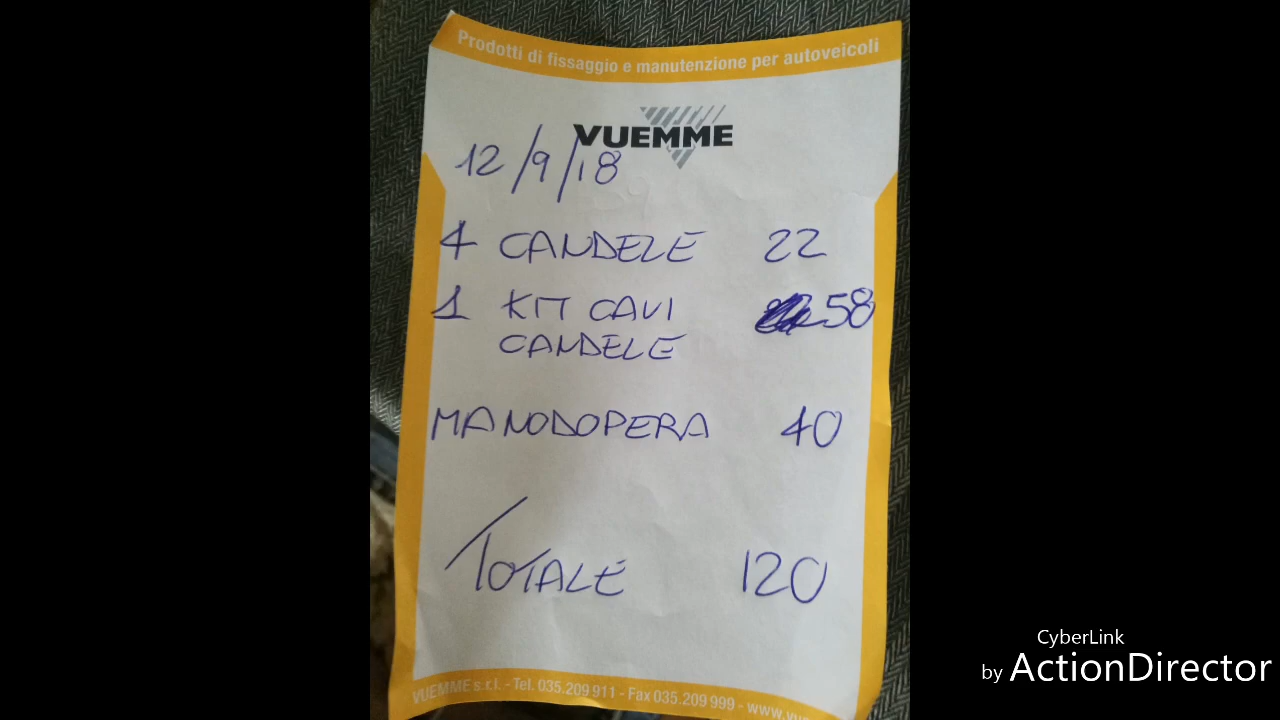 Prodotti di fissaggio e manutenzione per autoveicoli
VUEMME
12/9/18
4 CANDELE 22
1 KIT CAVI 58
CANDELE
MANODOPERA 40
TOTALE 120
VUEMME s.r.l. - Tel. 035.209 911 - Fax 035.209 999 - www.vue
CyberLink
by ActionDirector